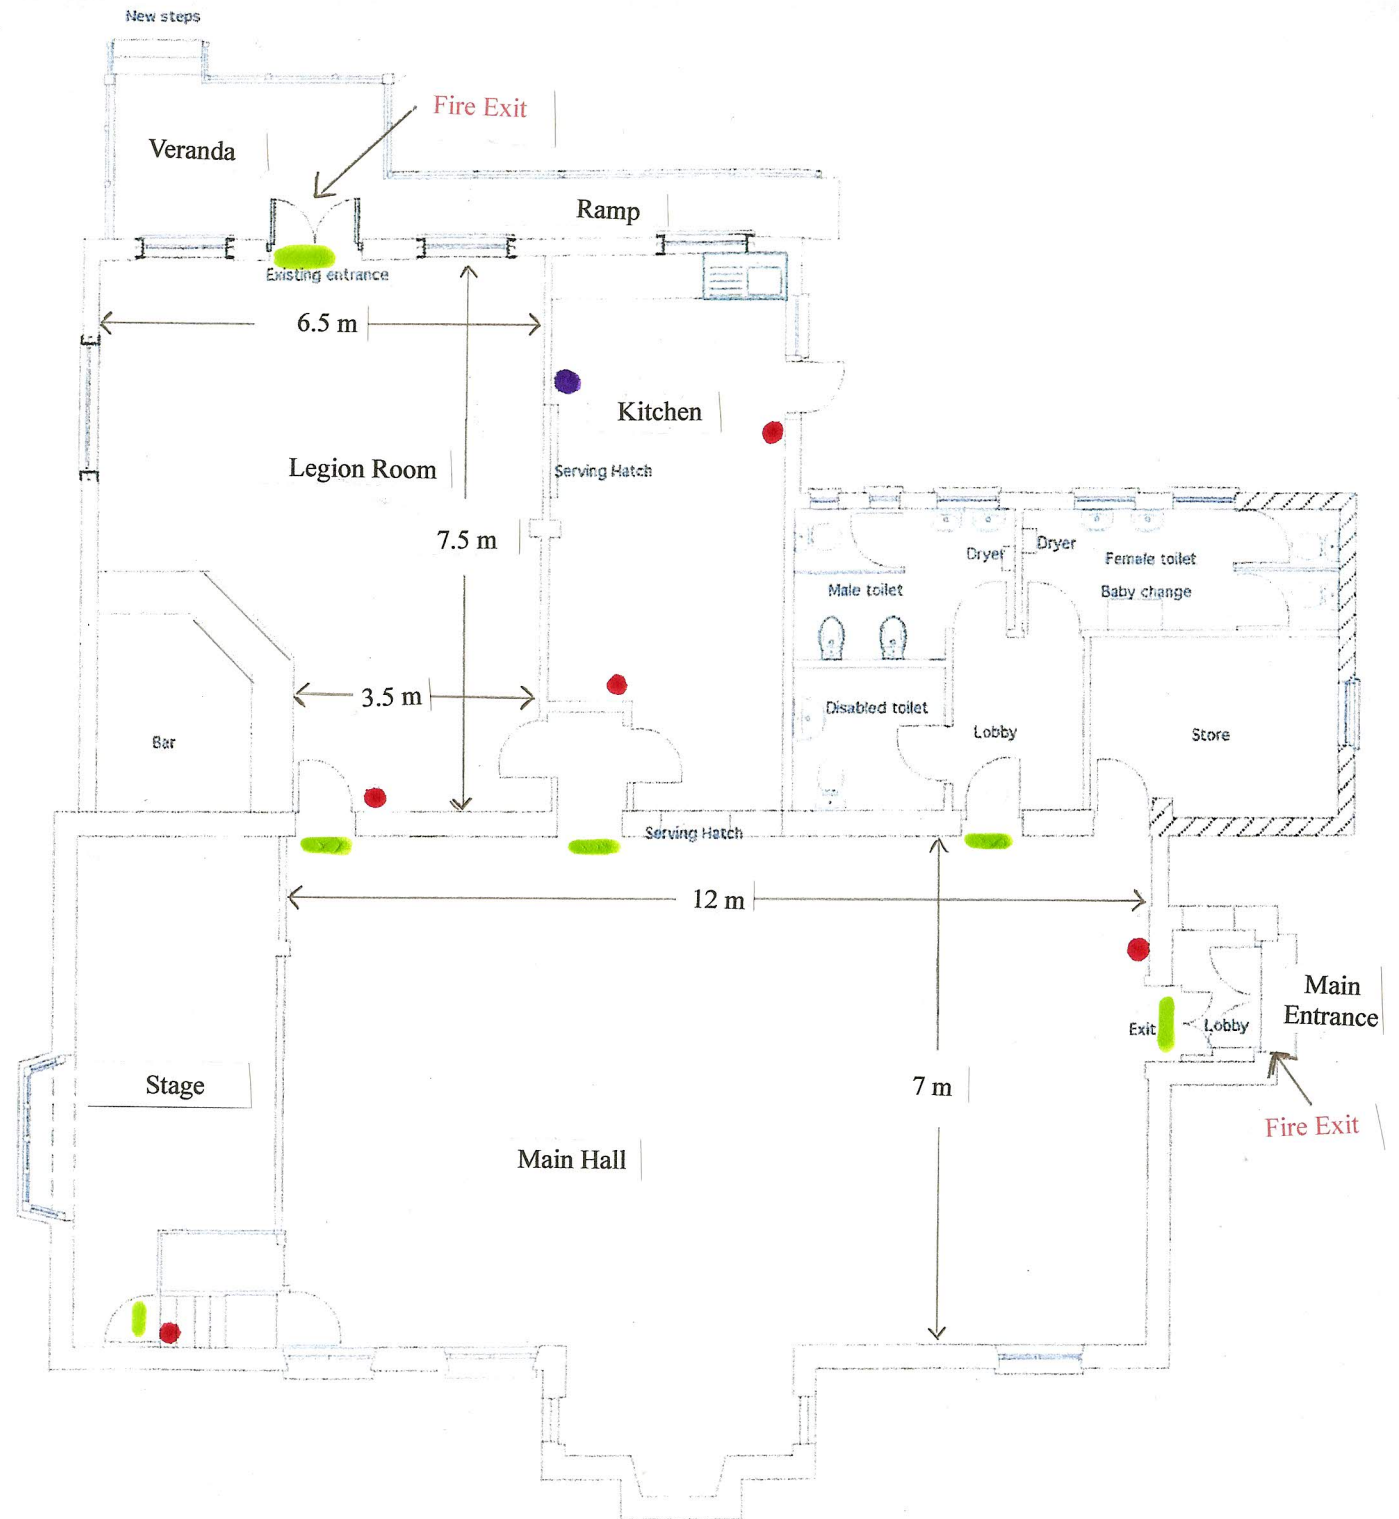 New steps
Fire Exit
Veranda
Ramp
Existing entrance
6.5 m
Kitchen
Legion Room
Serving Hatch
7.5 m
Dryer
Dryer
Female toilet
Male toilet
Baby change
3.5 m
Disabled toilet
Bar
Lobby
Store
Serving Hatch
12 m
Main
Entrance
Exit
Lobby
Stage
7 m
Fire Exit
Main Hall